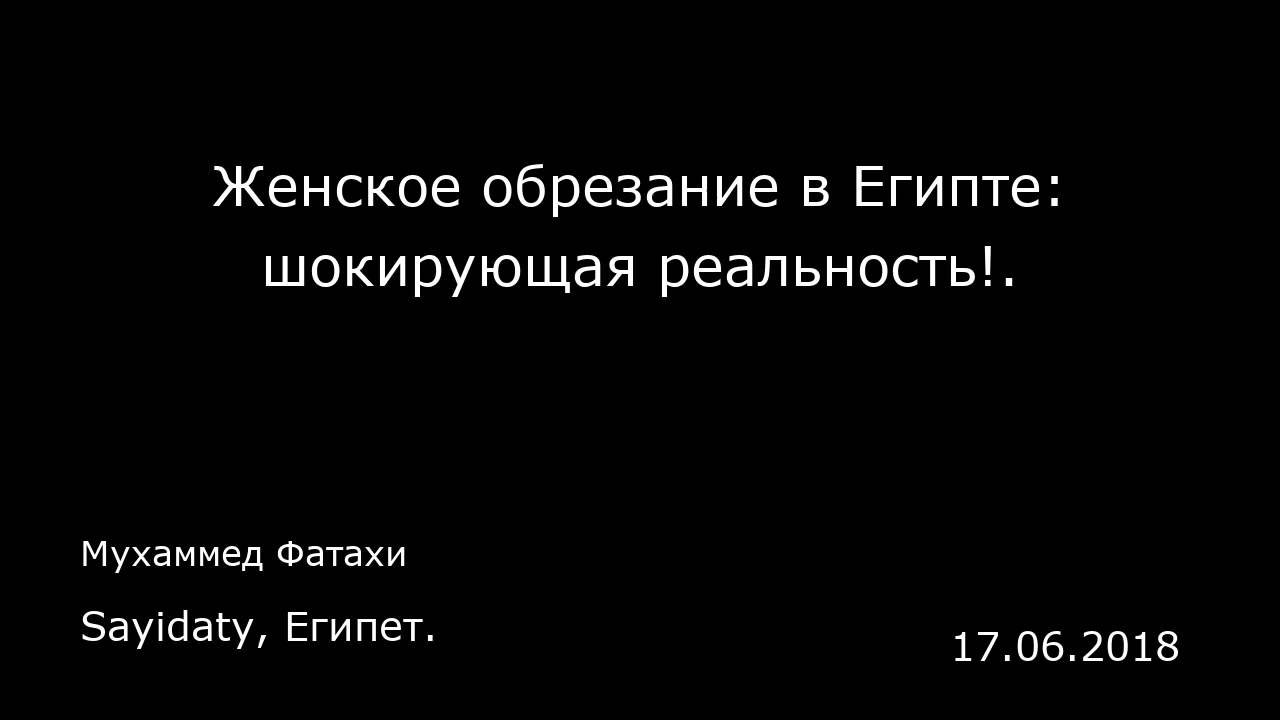 Женское обрезание в Египте:
шокирующая реальность!.
Мухаммед Фатахи
Sayidaty, Египет.
17.06.2018